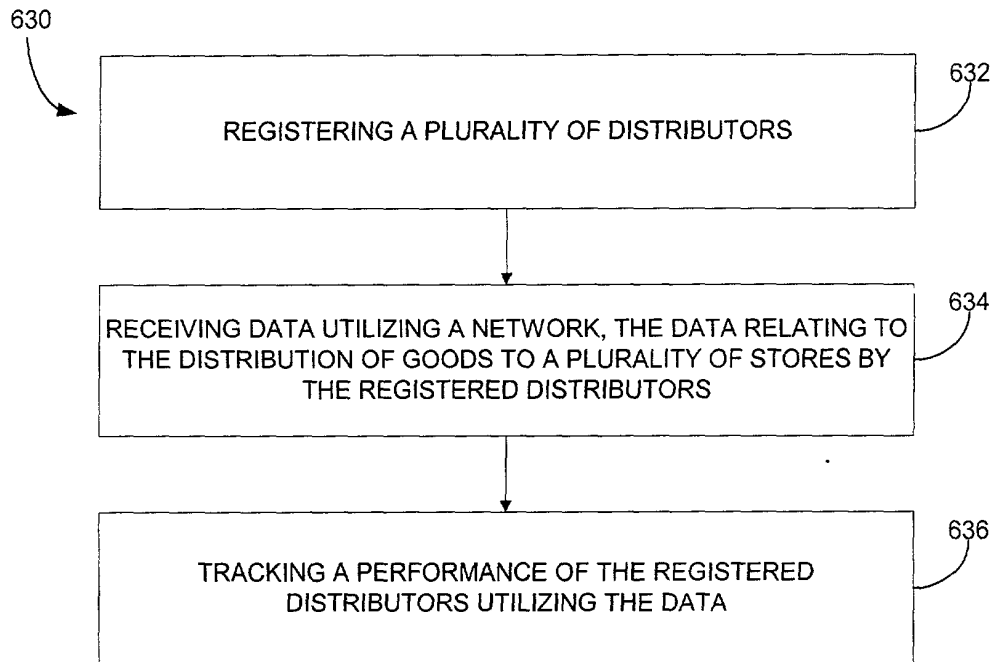 630
632
REGISTERING A PLURALITY OF DISTRIBUTORS
634
RECEIVING DATA UTILIZING A NETWORK, THE DATA RELATING TO
THE DISTRIBUTION OF GOODS TO A PLURALITY OF STORES BY
THE REGISTERED DISTRIBUTORS
636
TRACKING A PERFORMANCE OF THE REGISTERED
DISTRIBUTORS UTILIZING THE DATA